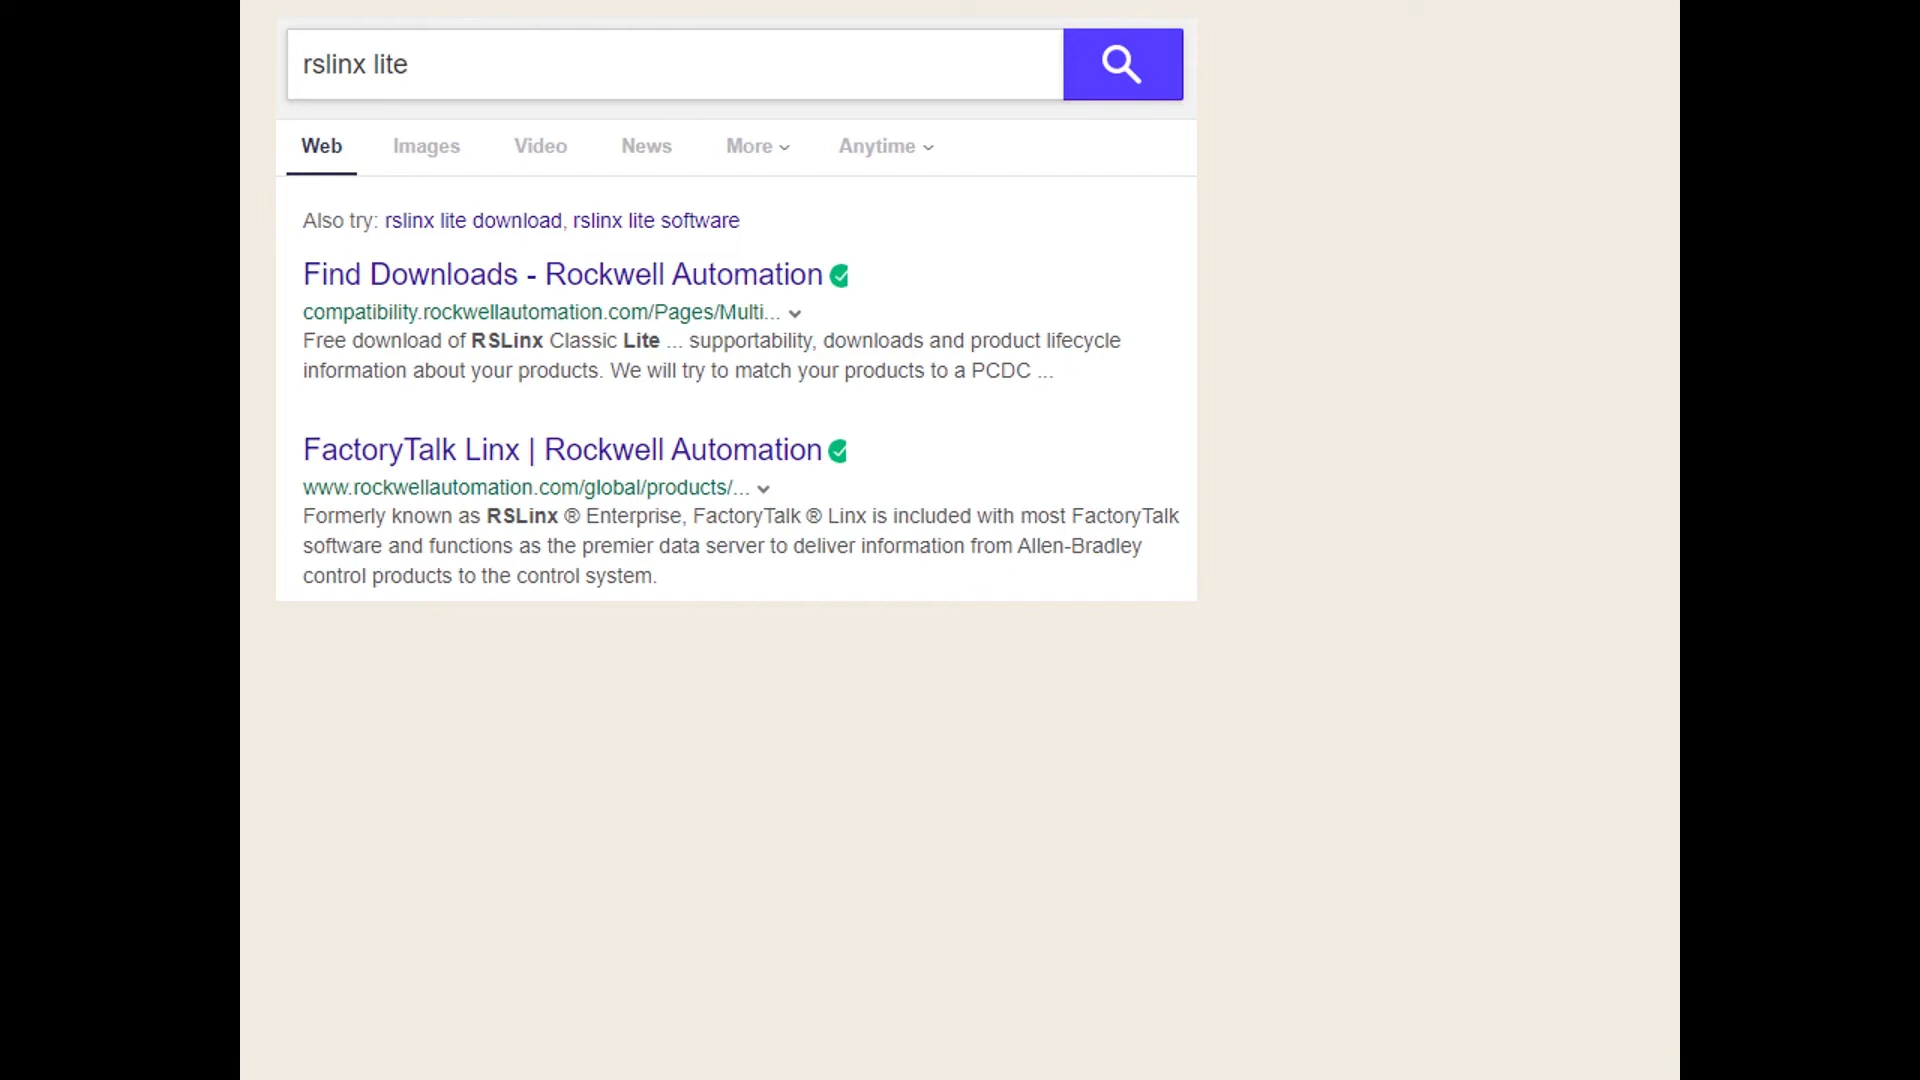 rslinx lite
Web Images Video News More Anytime
Also try: rslinx lite download, rslinx lite software
Find Downloads - Rockwell Automation
compatibility.rockwellautomation.com/Pages/Multi...
Free download of RSLinx Classic Lite ... supportability, downloads and product lifecycle
information about your products. We will try to match your products to a PCDC ...
FactoryTalk Linx | Rockwell Automation
www.rockwellautomation.com/global/products/...
Formerly known as RSLinx ® Enterprise, FactoryTalk ® Linx is included with most FactoryTalk
software and functions as the premier data server to deliver information from Allen-Bradley
control products to the control system.